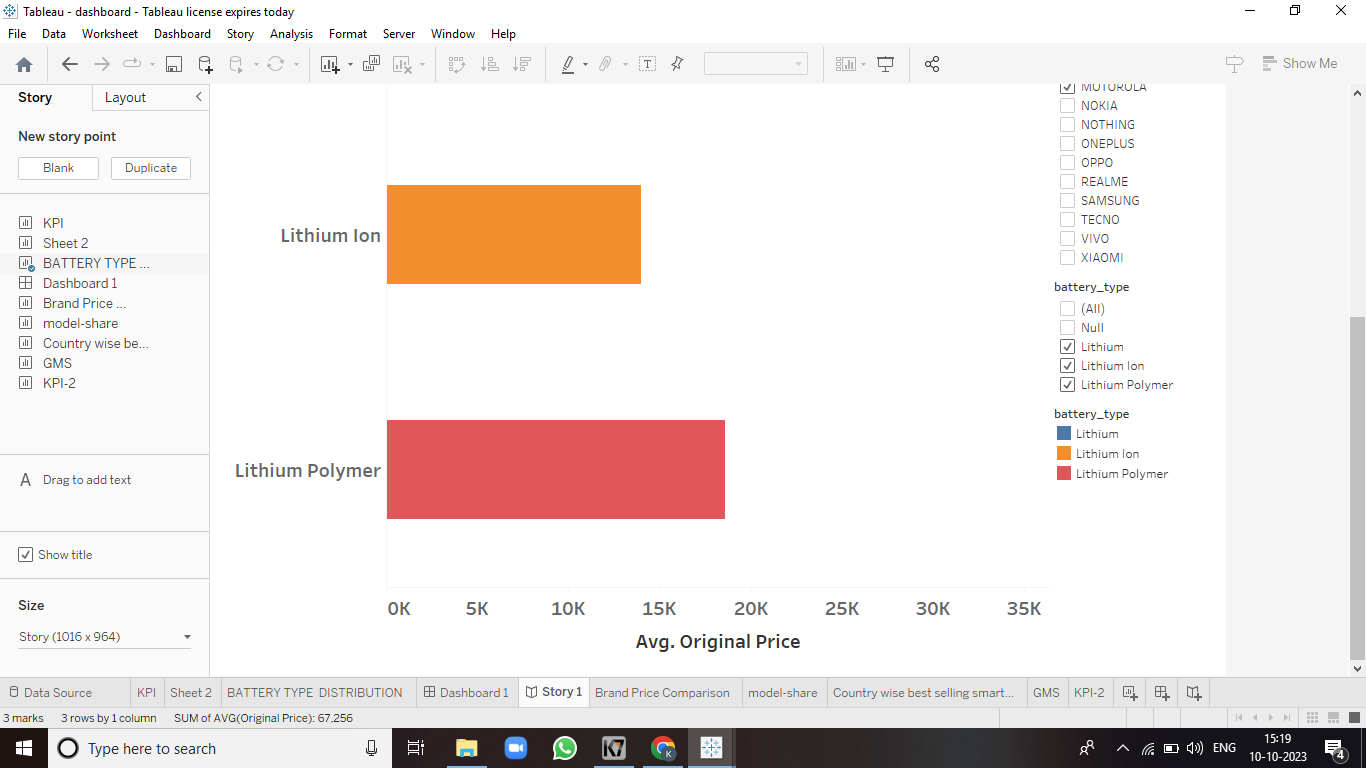 Tableau - dashboard - Tableau license expires today
File Data Worksheet Dashboard Story Analysis Format Server Window Help
Show Me
Story Layout
New story point
Blank Duplicate
KPI
Sheet 2
BATTERY TYPE ...
Dashboard 1
Brand Price ...
model-share
Country wise be...
GMS
KPI-2
A Drag to add text
Show title
Size
Story (1016 x 964)
Lithium Ion
Lithium Polymer
0K 5K 10K 15K 20K 25K 30K 35K
Avg. Original Price
MOTOROLA
NOKIA
NOTHING
ONEPLUS
OPPO
REALME
SAMSUNG
TECNO
VIVO
XIAOMI
battery_type
(All)
Null
Lithium
Lithium Ion
Lithium Polymer
battery_type
Lithium
Lithium Ion
Lithium Polymer
Data Source KPI Sheet 2 BATTERY TYPE DISTRIBUTION Dashboard 1 Story 1 Brand Price Comparison model-share Country wise best selling smart... GMS KPI-2
3 marks 3 rows by 1 column SUM of AVG(Original Price): 67,256
Type here to search
ENG
15:19
10-10-2023
4